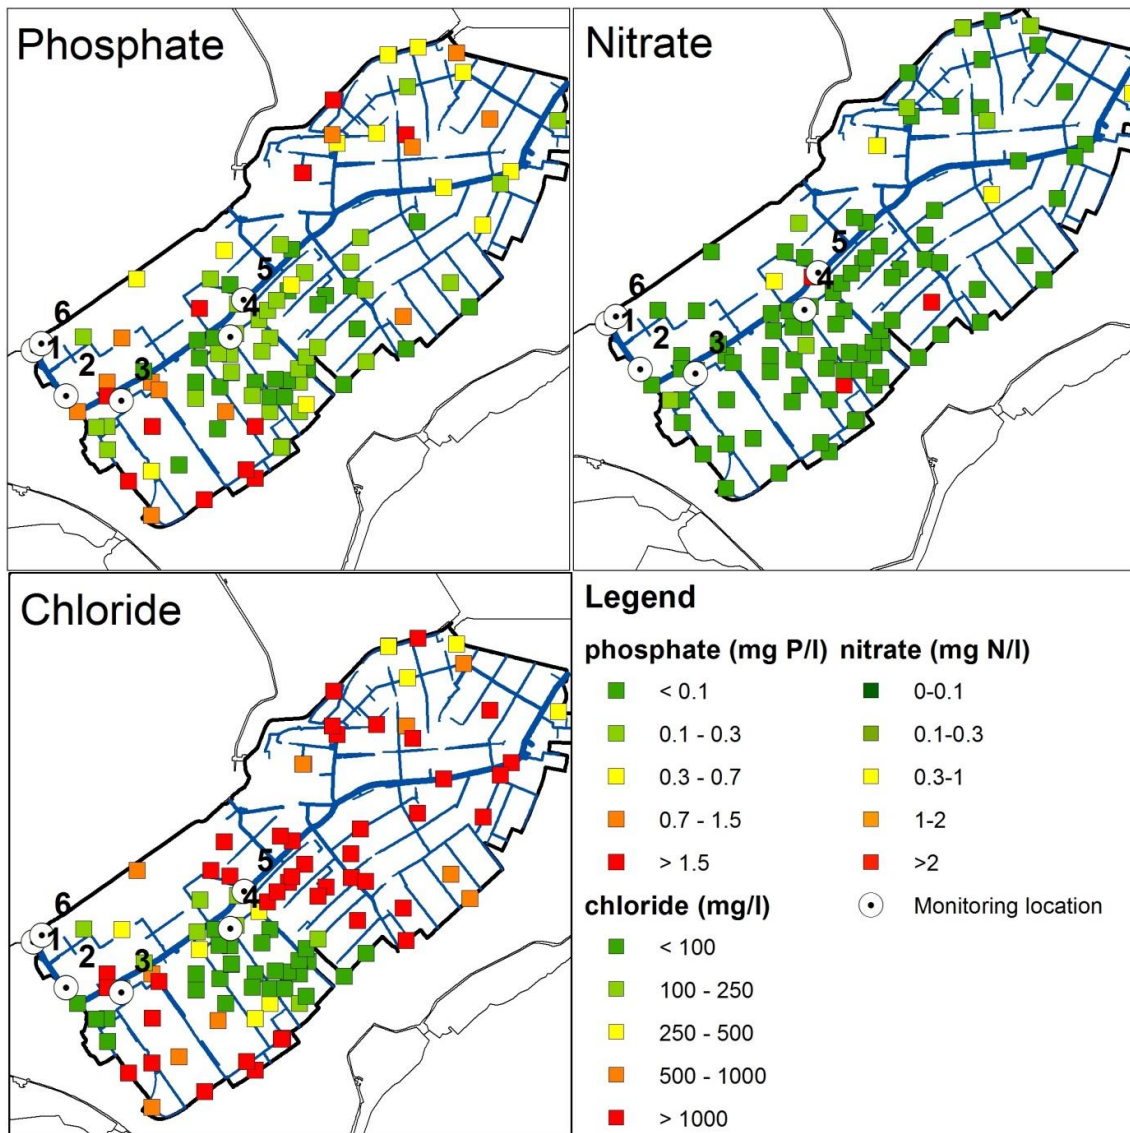 Phosphate
5
6
4
1
2
3
Nitrate
5
6
4
1
2
3
Chloride
5
6
4
1
2
3
Legend
phosphate (mg P/l)
< 0.1
0.1 - 0.3
0.3 - 0.7
0.7 - 1.5
> 1.5
nitrate (mg N/l)
0-0.1
0.1-0.3
0.3-1
1-2
>2
Monitoring location
chloride (mg/l)
< 100
100 - 250
250 - 500
500 - 1000
> 1000